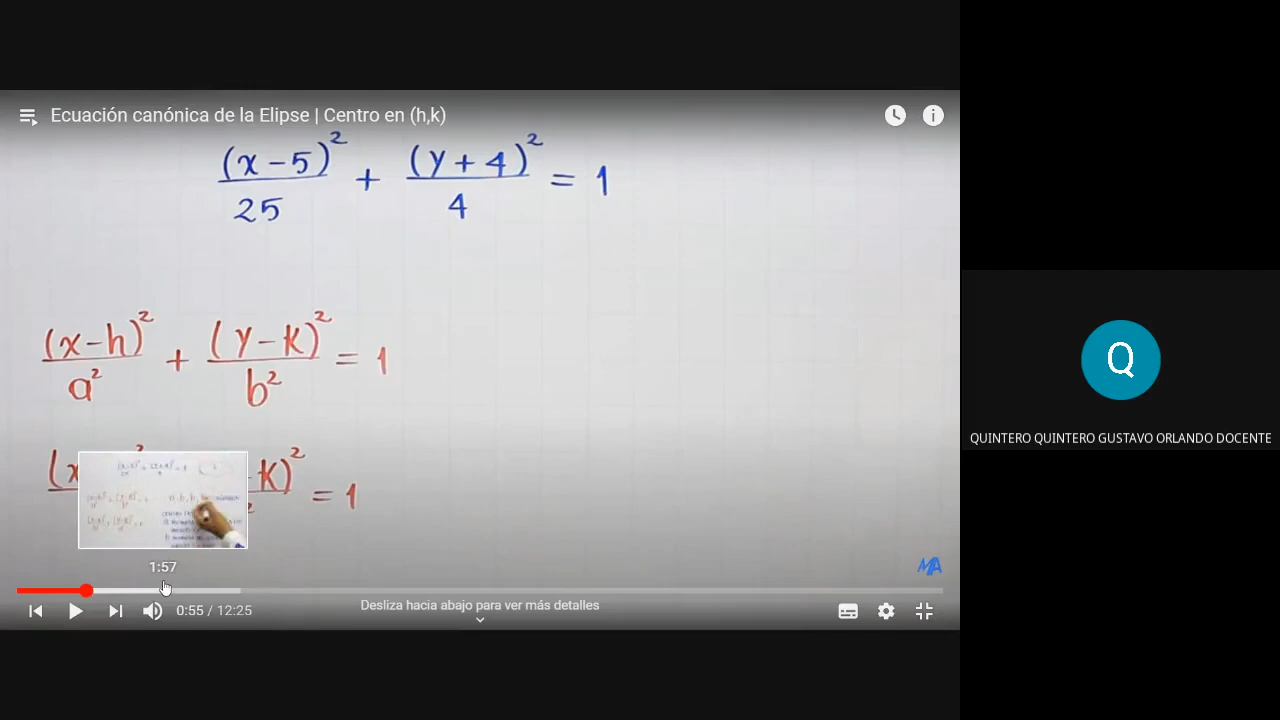 Ecuación canónica de la Elipse | Centro en (h,k)
(x-5)² / 25 + (y+4)² / 4 = 1
(x-h)² / a² + (y-k)² / b² = 1
(x ² -k)² / ² = 1
1:57
0:55 / 12:25
Desliza hacia abajo para ver más detalles
MA
Q
QUINTERO QUINTERO GUSTAVO ORLANDO DOCENTE